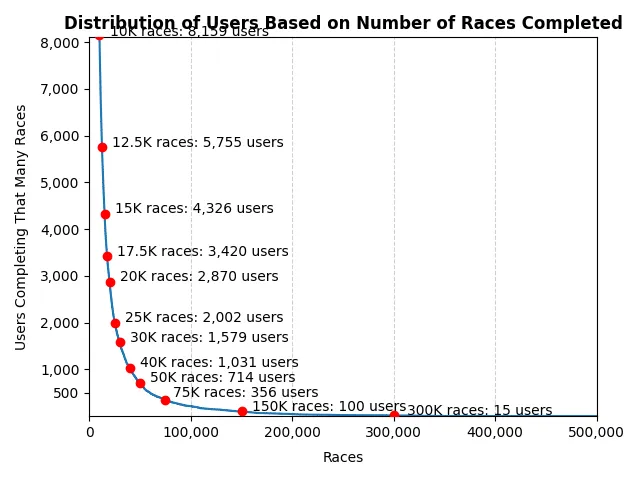 Distribution of Users Based on Number of Races Completed
8,000
7,000
6,000
5,000
4,000
3,000
2,000
1,000
500
Users Completing That Many Races
10K races: 8,159 users
12.5K races: 5,755 users
15K races: 4,326 users
17.5K races: 3,420 users
20K races: 2,870 users
25K races: 2,002 users
30K races: 1,579 users
40K races: 1,031 users
50K races: 714 users
75K races: 356 users
150K races: 100 users
300K races: 15 users
0
100,000
200,000
300,000
400,000
500,000
Races